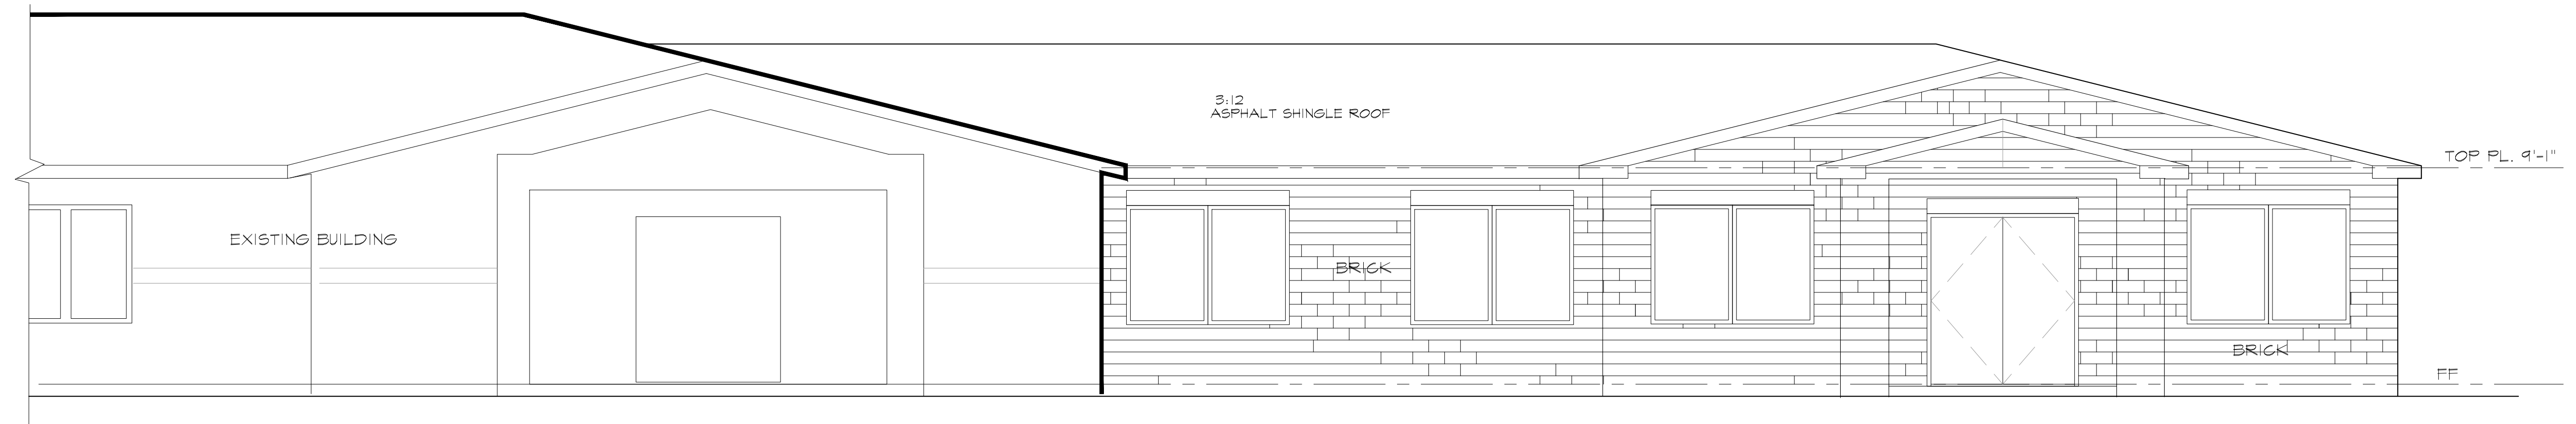 3:12
ASPHALT SHINGLE ROOF
TOP PL. 9'-1"
EXISTING BUILDING
BRICK
BRICK
FF